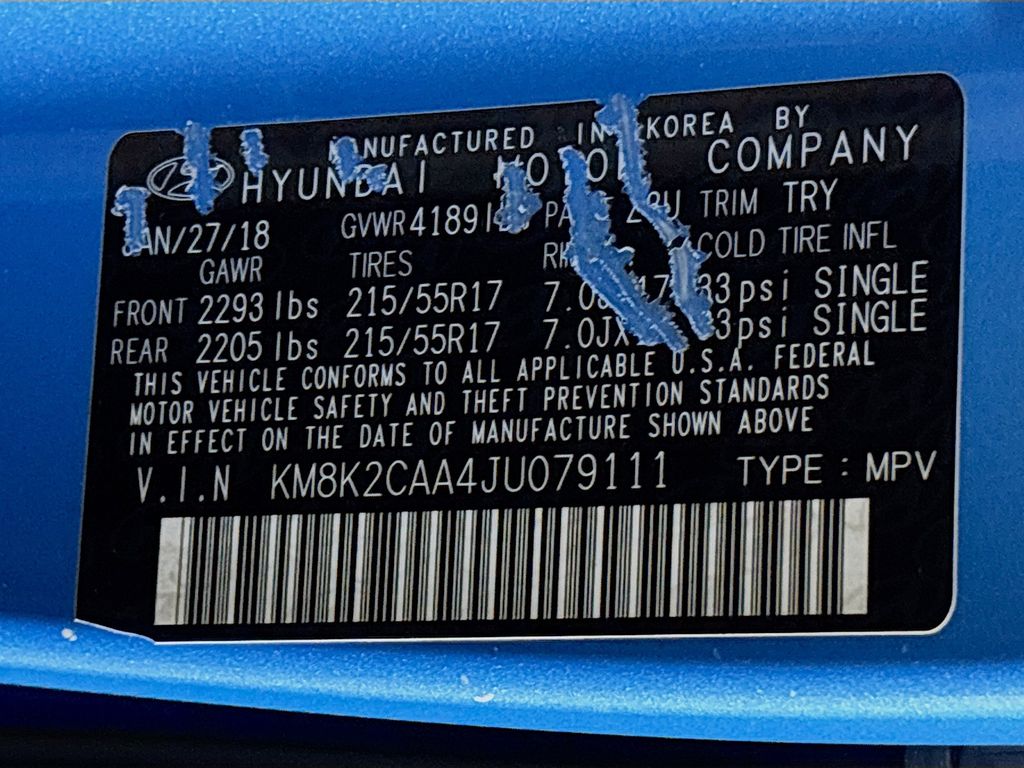 MANUFACTURED IN KOREA BY
HYUNDAI MOTOR COMPANY
JAN/27/18 GVWR 4189 TRIM TRY
GAWR TIRES COLD TIRE INFL
FRONT 2293 lbs 215/55R17 psi SINGLE
REAR 2205 lbs 215/55R17 psi SINGLE
THIS VEHICLE CONFORMS TO ALL APPLICABLE U.S.A. FEDERAL
MOTOR VEHICLE SAFETY AND THEFT PREVENTION STANDARDS
IN EFFECT ON THE DATE OF MANUFACTURE SHOWN ABOVE
V.I.N KM8K2CAA4JU079111 TYPE : MPV